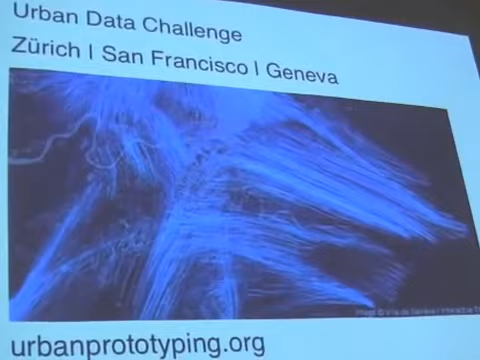 Urban Data Challenge
Zürich | San Francisco | Geneva
urbanprototyping.org